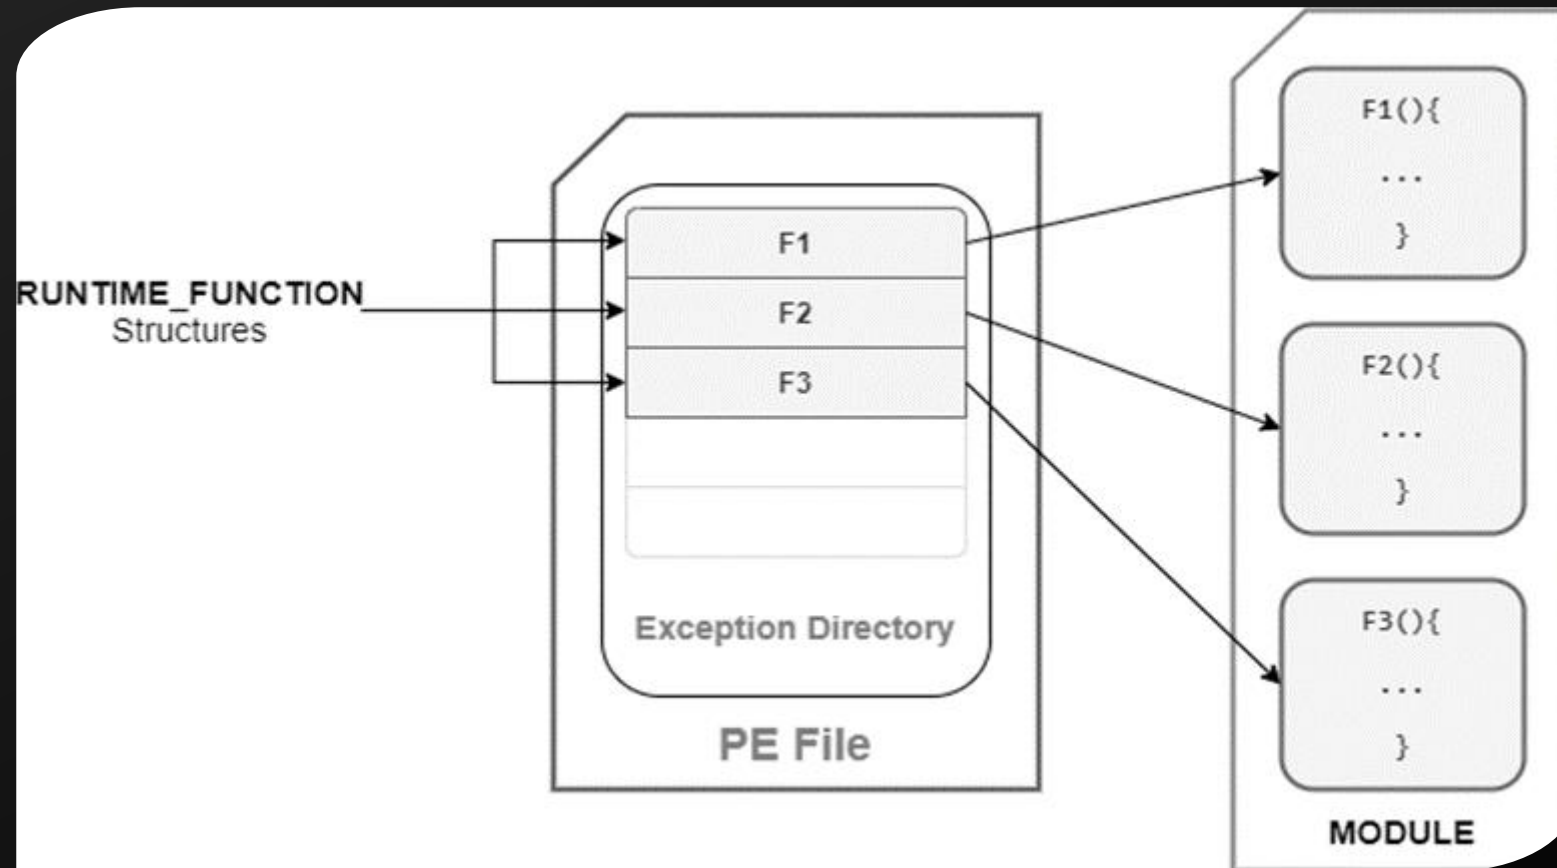 RUNTIME_FUNCTION
Structures
F1
F2
F3
Exception Directory
PE File
F1(){
...
}
F2(){
...
}
F3(){
...
}
MODULE